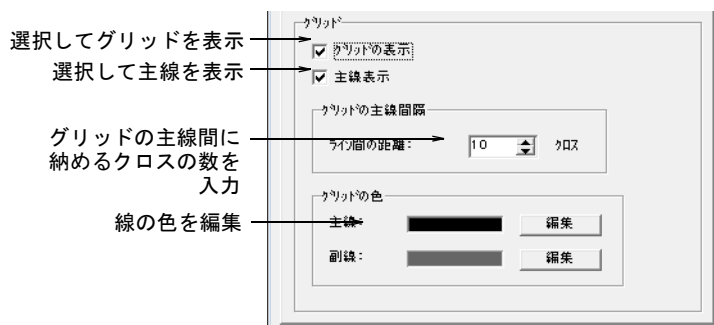 ｸﾞﾘｯﾄﾞ
選択してグリッドを表示
ｸﾞﾘｯﾄﾞの表示
選択して主線を表示
主線表示
ｸﾞﾘｯﾄﾞの主線間隔
グリッドの主線間に
納めるクロスの数を
入力
ﾗｲﾝ間の距離：
10
ｸﾛｽ
ｸﾞﾘｯﾄﾞの色
線の色を編集
主線：
編集
副線：
編集